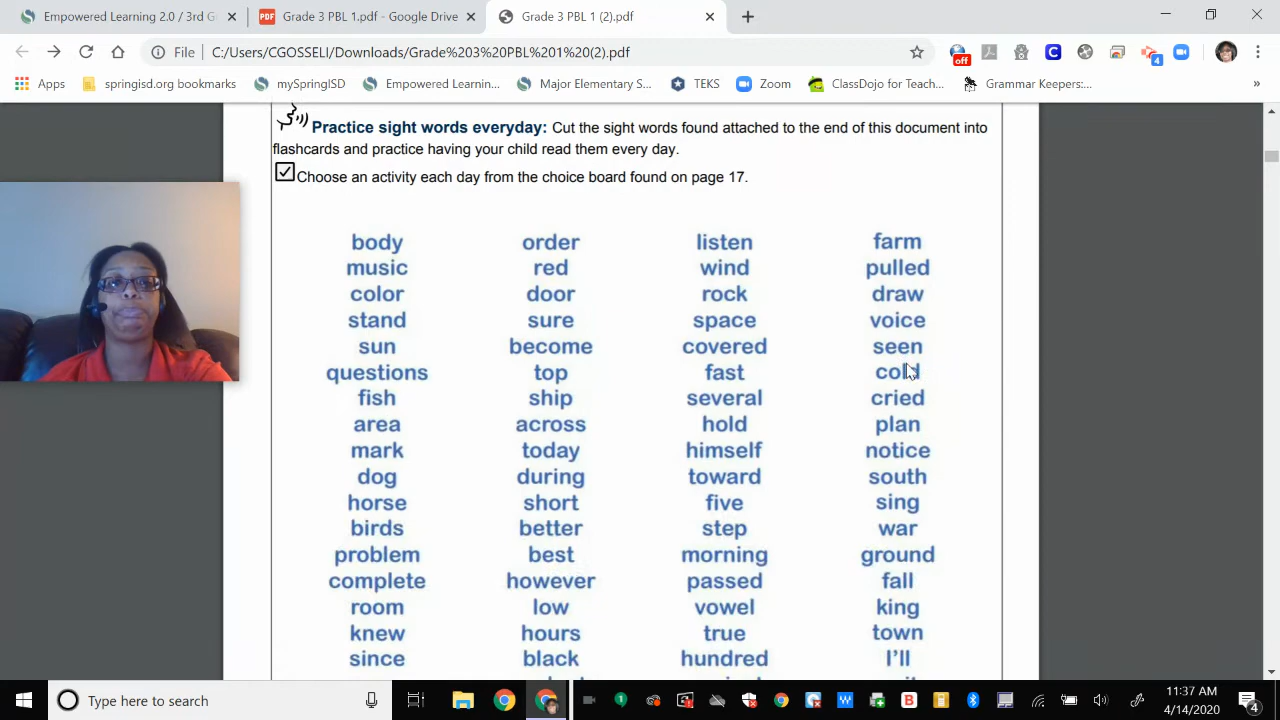 Empowered Learning 2.0 / 3rd G
Grade 3 PBL 1.pdf - Google Drive
Grade 3 PBL 1 (2).pdf
File
C:/Users/CGOSSELI/Downloads/Grade%203%20PBL%201%20(2).pdf
off
4
Apps
springisd.org bookmarks
mySpringISD
Empowered Learnin...
Major Elementary S...
TEKS
Zoom
ClassDojo for Teach...
Grammar Keepers:...
»
Practice sight words everyday: Cut the sight words found attached to the end of this document into
flashcards and practice having your child read them every day.
Choose an activity each day from the choice board found on page 17.
body order listen farm
music red wind pulled
color door rock draw
stand sure space voice
sun become covered seen
questions top fast cold
fish ship several cried
area across hold plan
mark today himself notice
dog during toward south
horse short five sing
birds better step war
problem best morning ground
complete however passed fall
room low vowel king
knew hours true town
since black hundred I'll
Type here to search
11:37 AM
4/14/2020
4